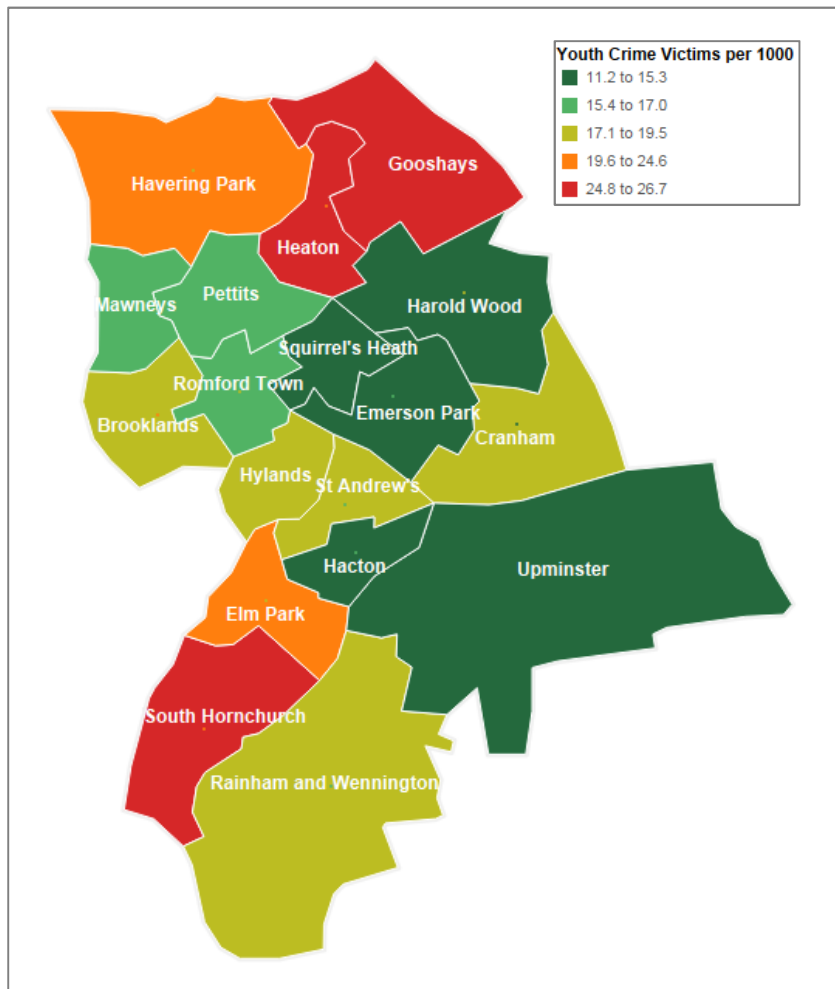 Youth Crime Victims per 1000
11.2 to 15.3
15.4 to 17.0
17.1 to 19.5
19.6 to 24.6
24.8 to 26.7
Gooshays
Havering Park
Heaton
Pettits
Mawneys
Harold Wood
Squirrel's Heath
Romford Town
Emerson Park
Brooklands
Cranham
Hylands
St Andrew's
Hacton
Upminster
Elm Park
South Hornchurch
Rainham and Wennington